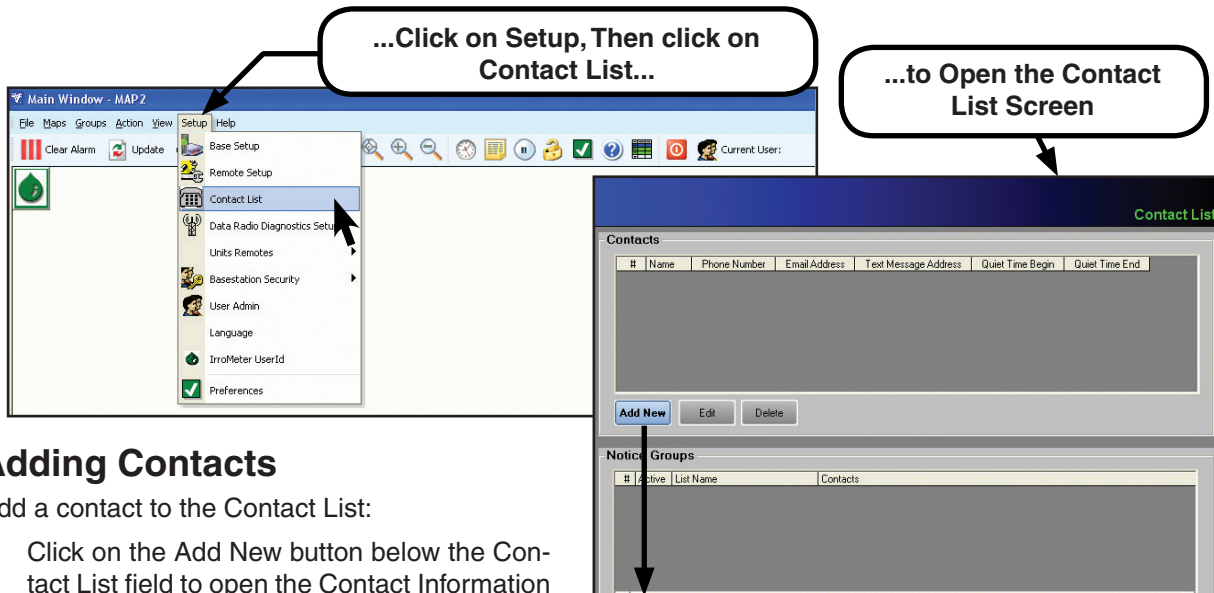 ...Click on Setup, Then click on
Contact List...
...to Open the Contact
List Screen
Main Window - MAP2
File Maps Groups Action View Setup Help
Clear Alarm Update Current User:
Base Setup
Remote Setup
Contact List
Data Radio Diagnostics Setu
Units Remotes
Basestation Security
User Admin
Language
IrroMeter UserId
Preferences
Contact List
Contacts
# Name Phone Number Email Address Text Message Address Quiet Time Begin Quiet Time End
Add New Edit Delete
Notice Groups
# Active List Name Contacts
Adding Contacts
dd a contact to the Contact List:
Click on the Add New button below the Con-
tact List field to open the Contact Information